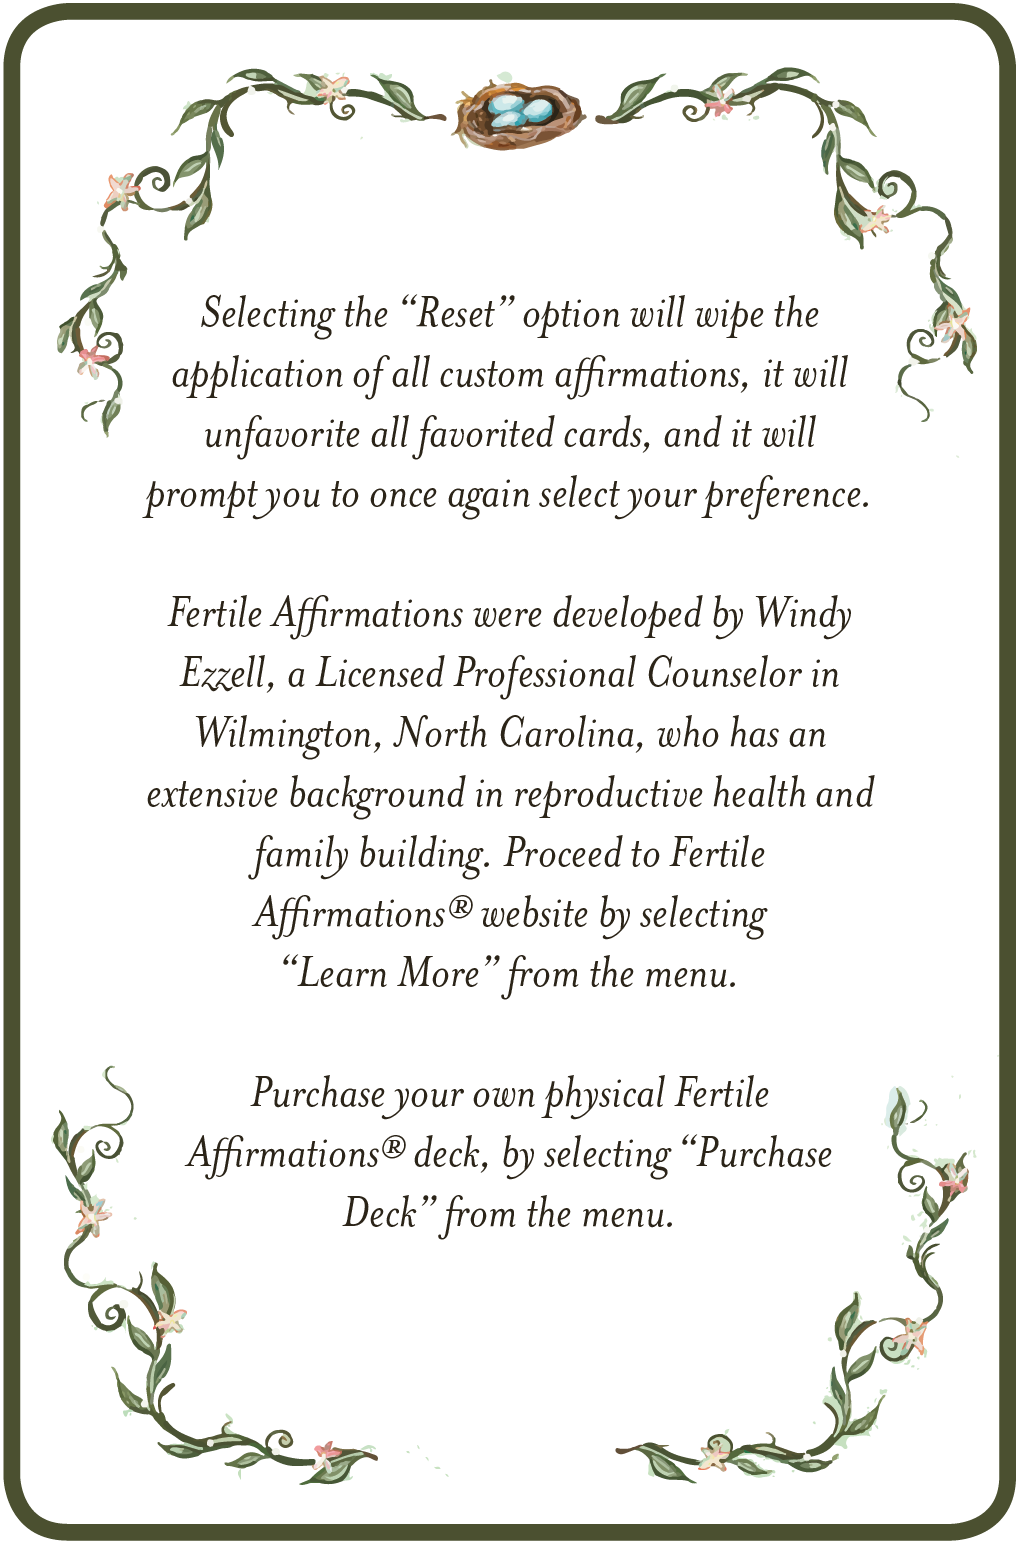 Selecting the “Reset” option will wipe the
application of all custom affirmations, it will
unfavorite all favorited cards, and it will
prompt you to once again select your preference.
Fertile Affirmations were developed by Windy
Ezzell, a Licensed Professional Counselor in
Wilmington, North Carolina, who has an
extensive background in reproductive health and
family building. Proceed to Fertile
Affirmations® website by selecting
“Learn More” from the menu.
Purchase your own physical Fertile
Affirmations® deck, by selecting “Purchase
Deck” from the menu.